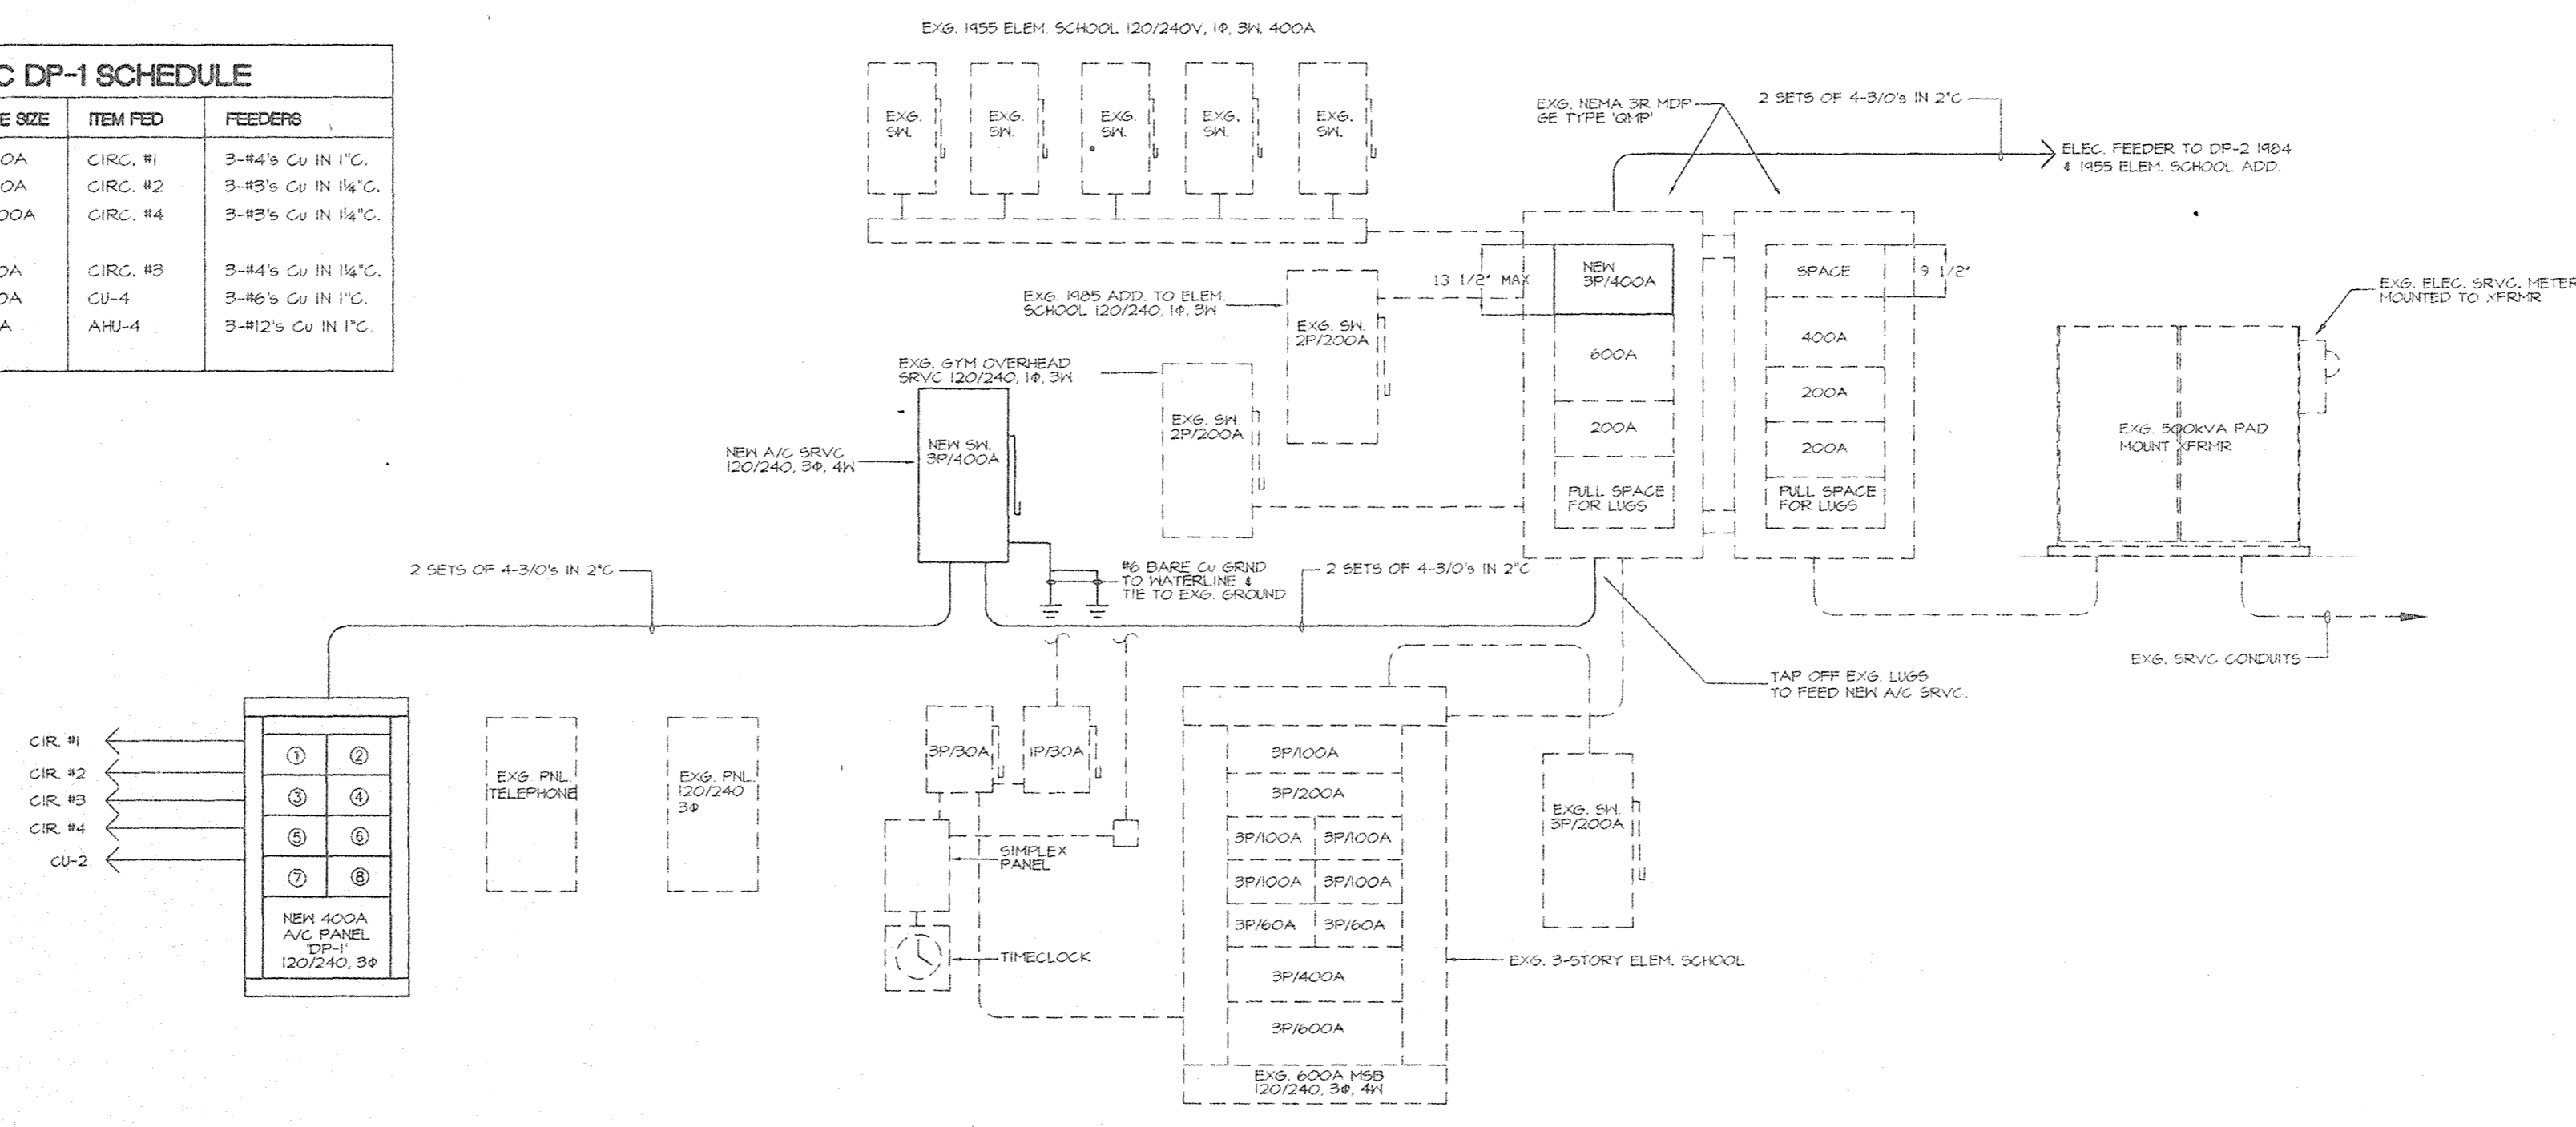 EXG. 1955 ELEM. SCHOOL 120/240V, 1Φ, 3W, 400A
C DP-1 SCHEDULE
E SIZE ITEM FED FEEDERS
0A CIRC. #1 3-#4's Cu IN 1"C.
0A CIRC. #2 3-#3's Cu IN 1¼"C.
00A CIRC. #4 3-#3's Cu IN 1¼"C.
0A CIRC. #3 3-#4's Cu IN 1¼"C.
0A CU-4 3-#6's Cu IN 1"C.
A AHU-4 3-#12's Cu IN 1"C.
EXG.
SW.
EXG.
SW.
EXG.
SW.
EXG.
SW.
EXG.
SW.
EXG. NEMA 3R MDP
GE TYPE 'QMP'
2 SETS OF 4-3/0's IN 2"C
ELEC. FEEDER TO DP-2 1984
& 1955 ELEM. SCHOOL ADD.
13 1/2" MAX
NEW
3P/400A
600A
200A
PULL SPACE
FOR LUGS
SPACE
9 1/2"
400A
200A
200A
PULL SPACE
FOR LUGS
EXG. ELEC. SRVC. METER
MOUNTED TO XFRMR
EXG. 500kVA PAD
MOUNT XFRMR
EXG. 1985 ADD. TO ELEM.
SCHOOL 120/240, 1Φ, 3W
EXG. SW.
2P/200A
EXG. GYM OVERHEAD
SRVC 120/240, 1Φ, 3W
EXG. SW.
2P/200A
NEW A/C SRVC
120/240, 3Φ, 4W
NEW SW.
3P/400A
2 SETS OF 4-3/0's IN 2"C
#6 BARE Cu GRND
TO WATERLINE &
TIE TO EXG. GROUND
2 SETS OF 4-3/0's IN 2"C
EXG. SRVC CONDUITS
TAP OFF EXG. LUGS
TO FEED NEW A/C SRVC.
CIR. #1
CIR. #2
CIR. #3
CIR. #4
CU-2
1 2
3 4
5 6
7 8
NEW 400A
A/C PANEL
'DP-1'
120/240, 3Φ
EXG. PNL.
TELEPHONE
EXG. PNL.
120/240
3Φ
3P/30A
1P/30A
SIMPLEX
PANEL
TIMECLOCK
3P/100A
3P/200A
3P/100A 3P/100A
3P/100A 3P/100A
3P/60A 3P/60A
3P/400A
3P/600A
EXG. 600A MSB
120/240, 3Φ, 4W
EXG. SW.
3P/200A
EXG. 3-STORY ELEM. SCHOOL